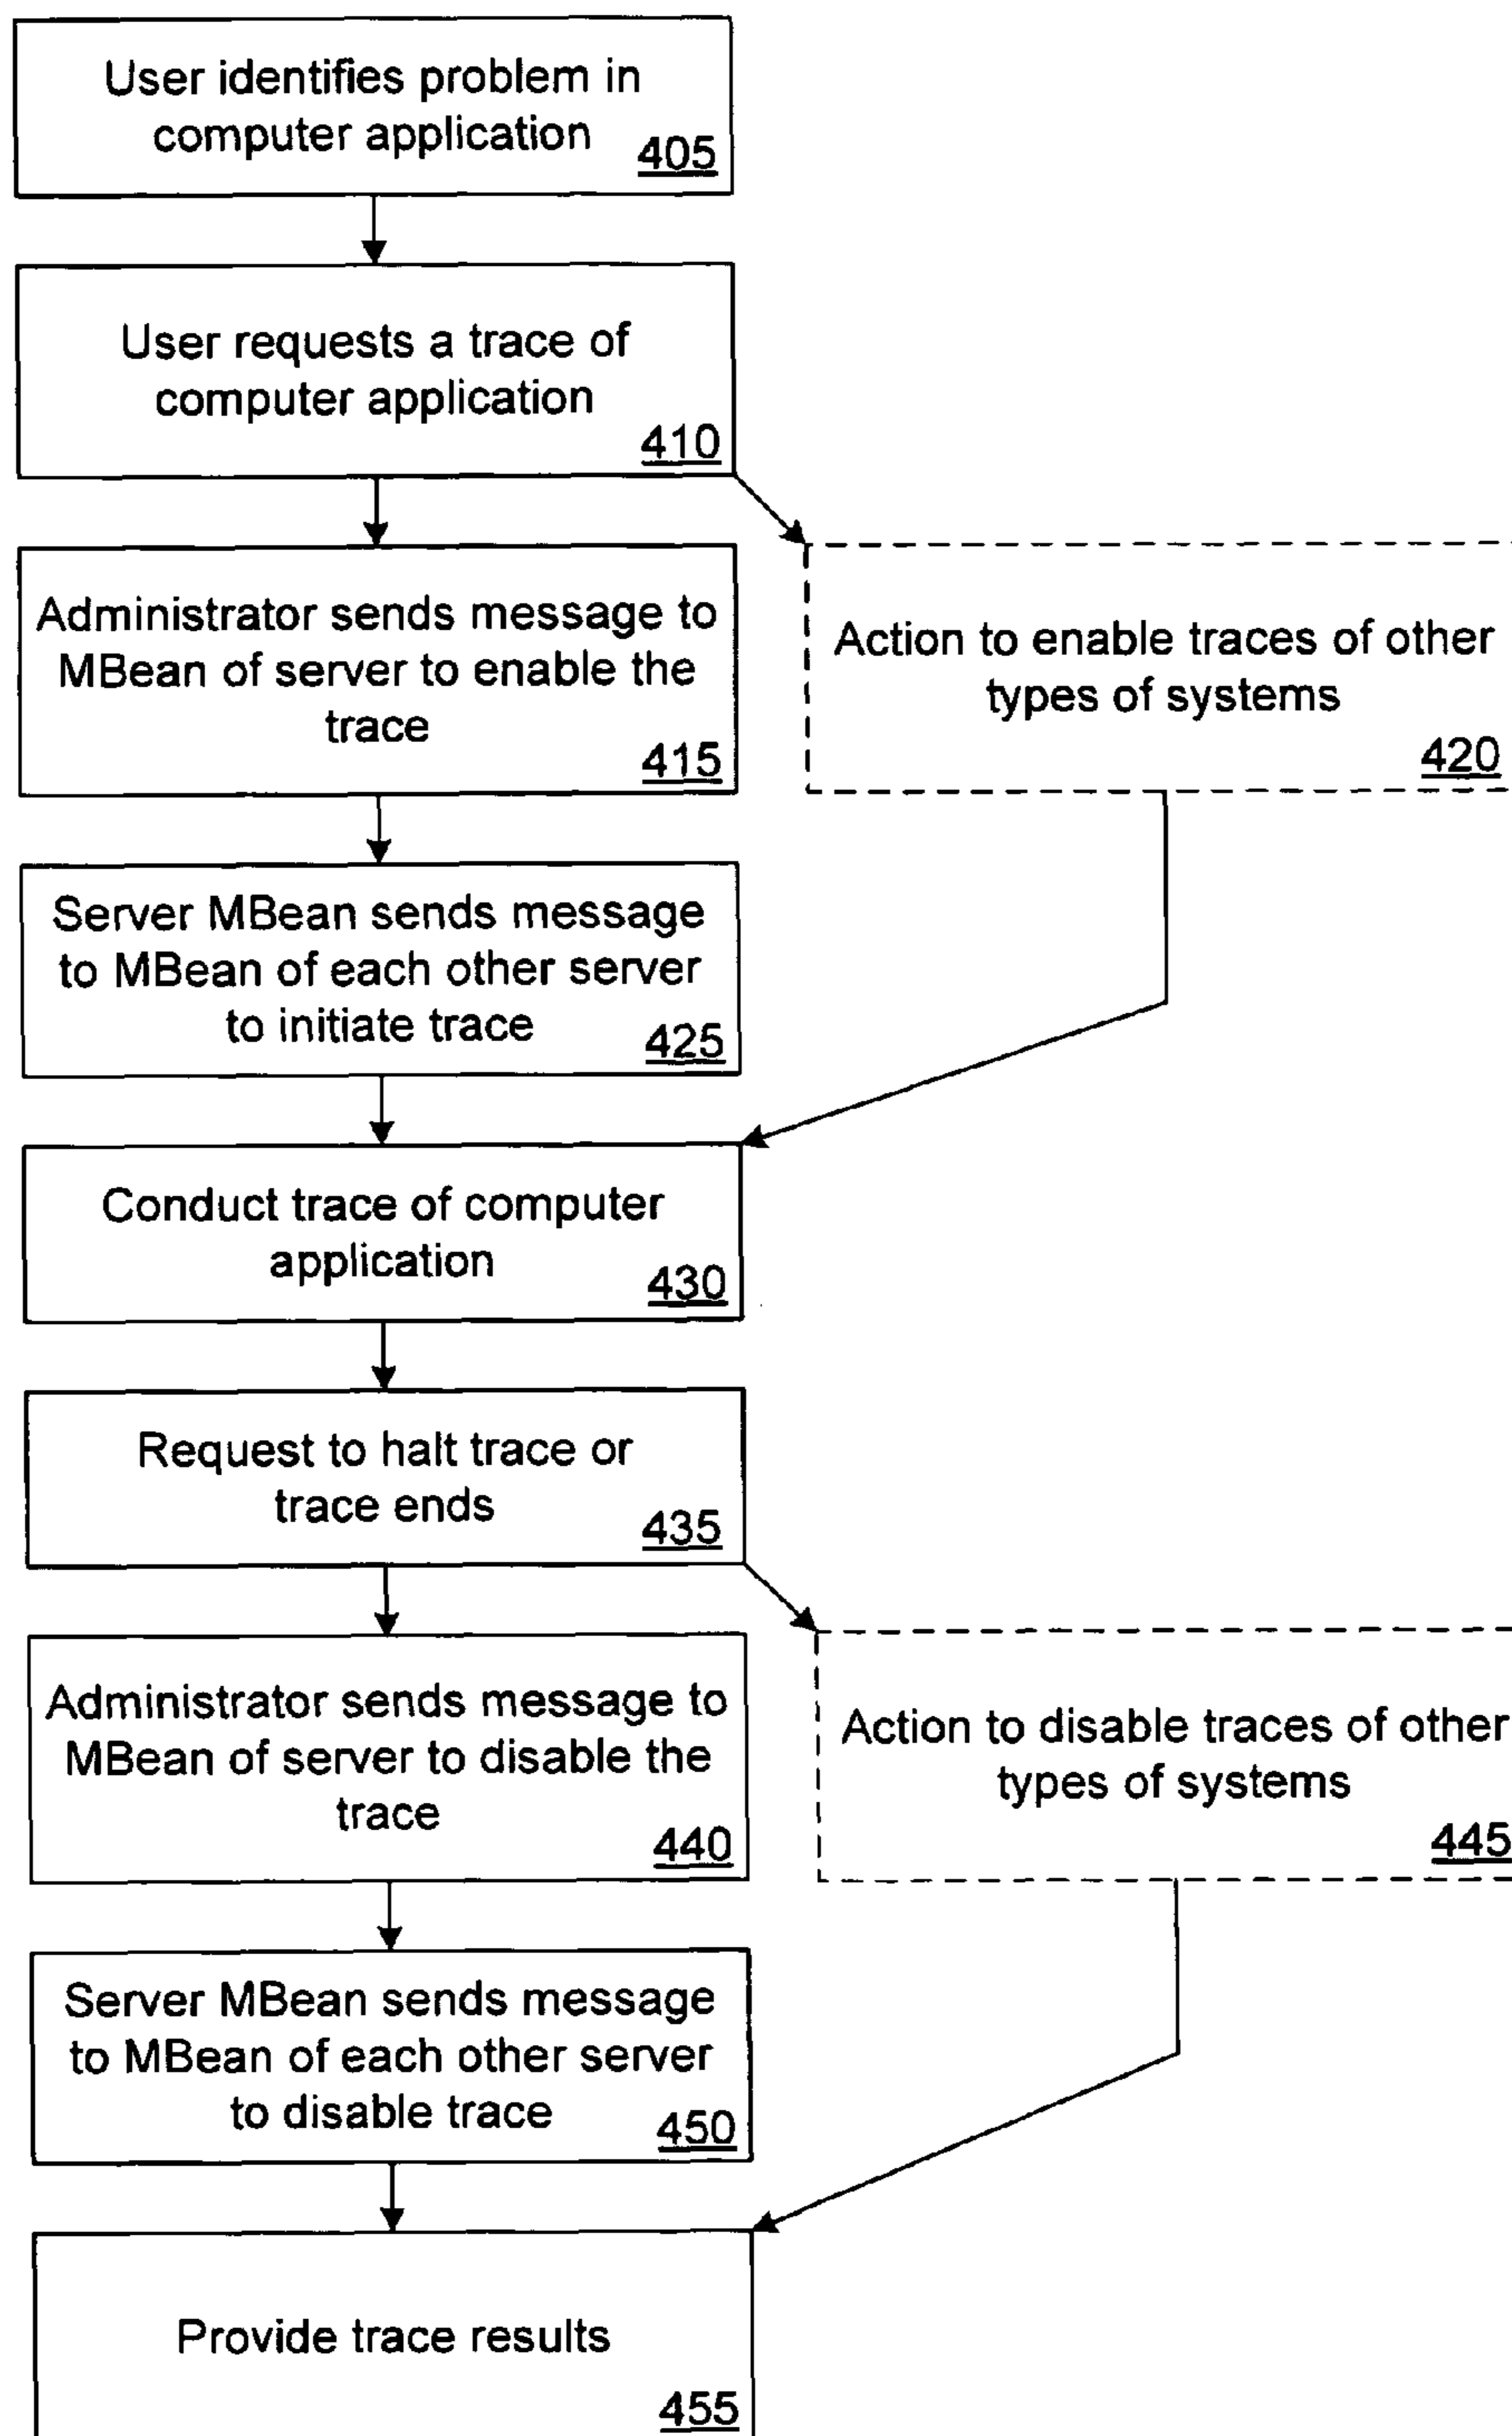 User identifies problem in
computer application
405
User requests a trace of
computer application
410
Administrator sends message to
MBean of server to enable the
trace
415
Action to enable traces of other
types of systems
420
Server MBean sends message
to MBean of each other server
to initiate trace
425
Conduct trace of computer
application
430
Request to halt trace or
trace ends
435
Administrator sends message to
MBean of server to disable the
trace
440
Action to disable traces of other
types of systems
445
Server MBean sends message
to MBean of each other server
to disable trace
450
Provide trace results
455